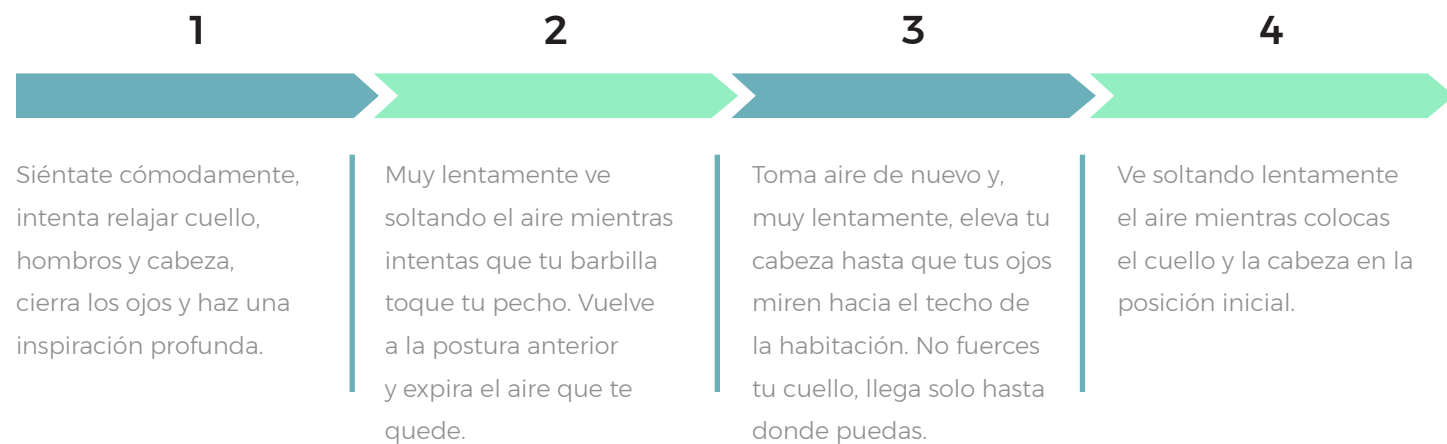 1
Siéntate cómodamente,
intenta relajar cuello,
hombros y cabeza,
cierra los ojos y haz una
inspiración profunda.
2
Muy lentamente ve
soltando el aire mientras
intentas que tu barbilla
toque tu pecho. Vuelve
a la postura anterior
y expira el aire que te
quede.
3
Toma aire de nuevo y,
muy lentamente, eleva tu
cabeza hasta que tus ojos
miren hacia el techo de
la habitación. No fuerces
tu cuello, llega solo hasta
donde puedas.
4
Ve soltando lentamente
el aire mientras colocas
el cuello y la cabeza en la
posición inicial.